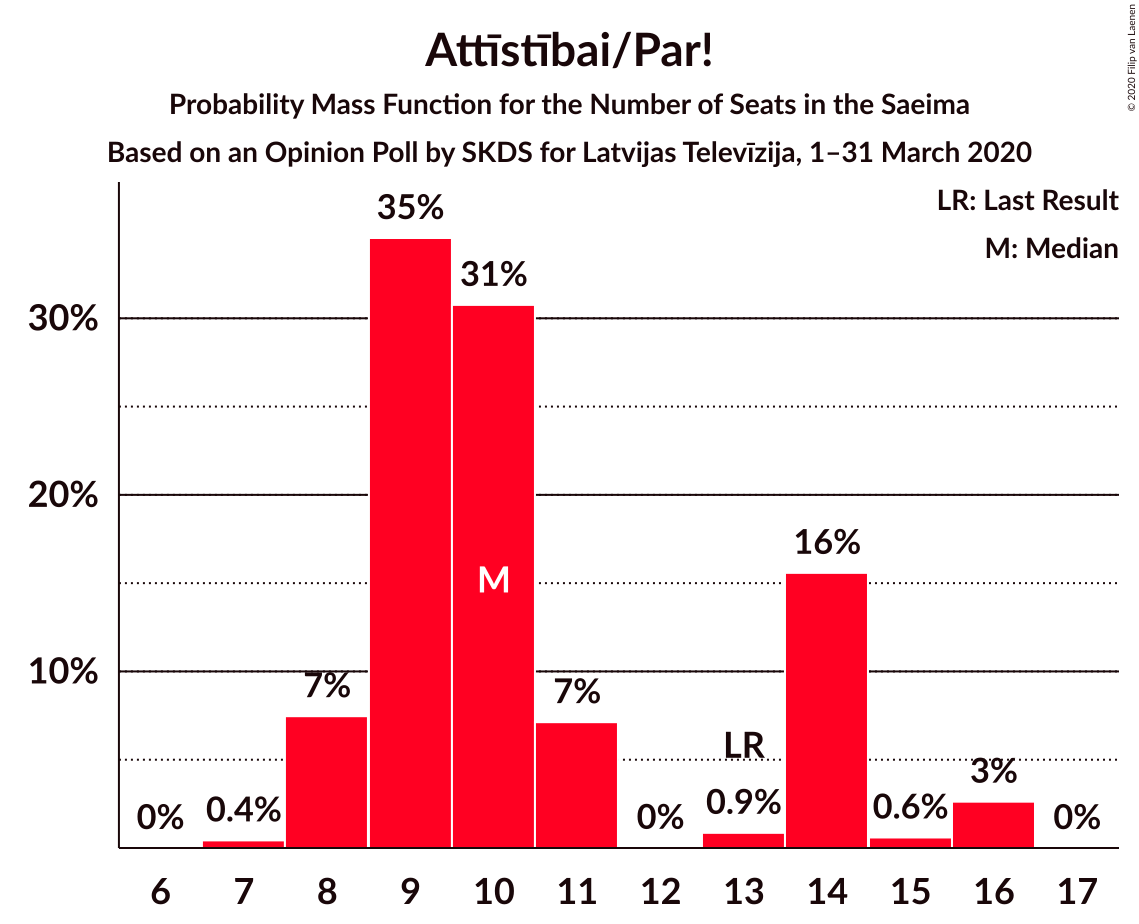 Attīstībai/Par!
Probability Mass Function for the Number of Seats in the Saeima
Based on an Opinion Poll by SKDS for Latvijas Televīzija, 1–31 March 2020
© 2020 Filip van Laenen
LR: Last Result
M: Median
35%
31%
30%
20%
16%
M
10%
7%
7%
LR
3%
0%
0.4%
0%
0.9%
0.6%
0%
6 7 8 9 10 11 12 13 14 15 16 17